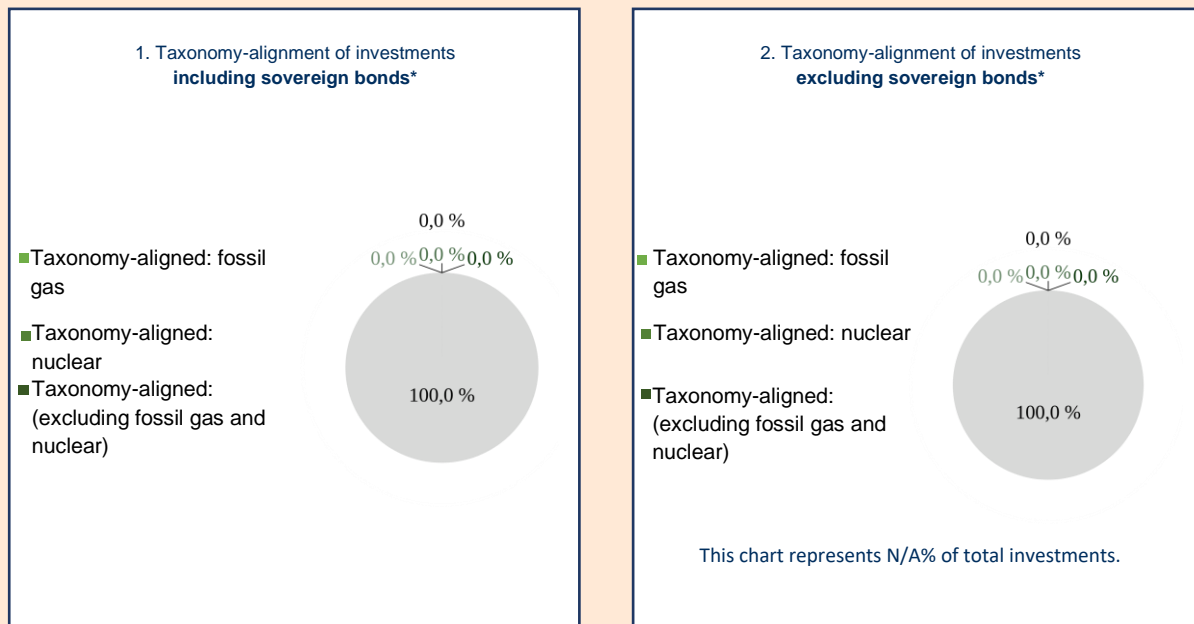 1. Taxonomy-alignment of investments
including sovereign bonds*
0,0 %
0,0 % 0,0 % 0,0 %
Taxonomy-aligned: fossil
gas
Taxonomy-aligned:
nuclear
Taxonomy-aligned:
(excluding fossil gas and
nuclear)
100,0 %
2. Taxonomy-alignment of investments
excluding sovereign bonds*
0,0 %
0,0 % 0,0 % 0,0 %
Taxonomy-aligned: fossil
gas
Taxonomy-aligned: nuclear
Taxonomy-aligned:
(excluding fossil gas and
nuclear)
100,0 %
This chart represents N/A% of total investments.